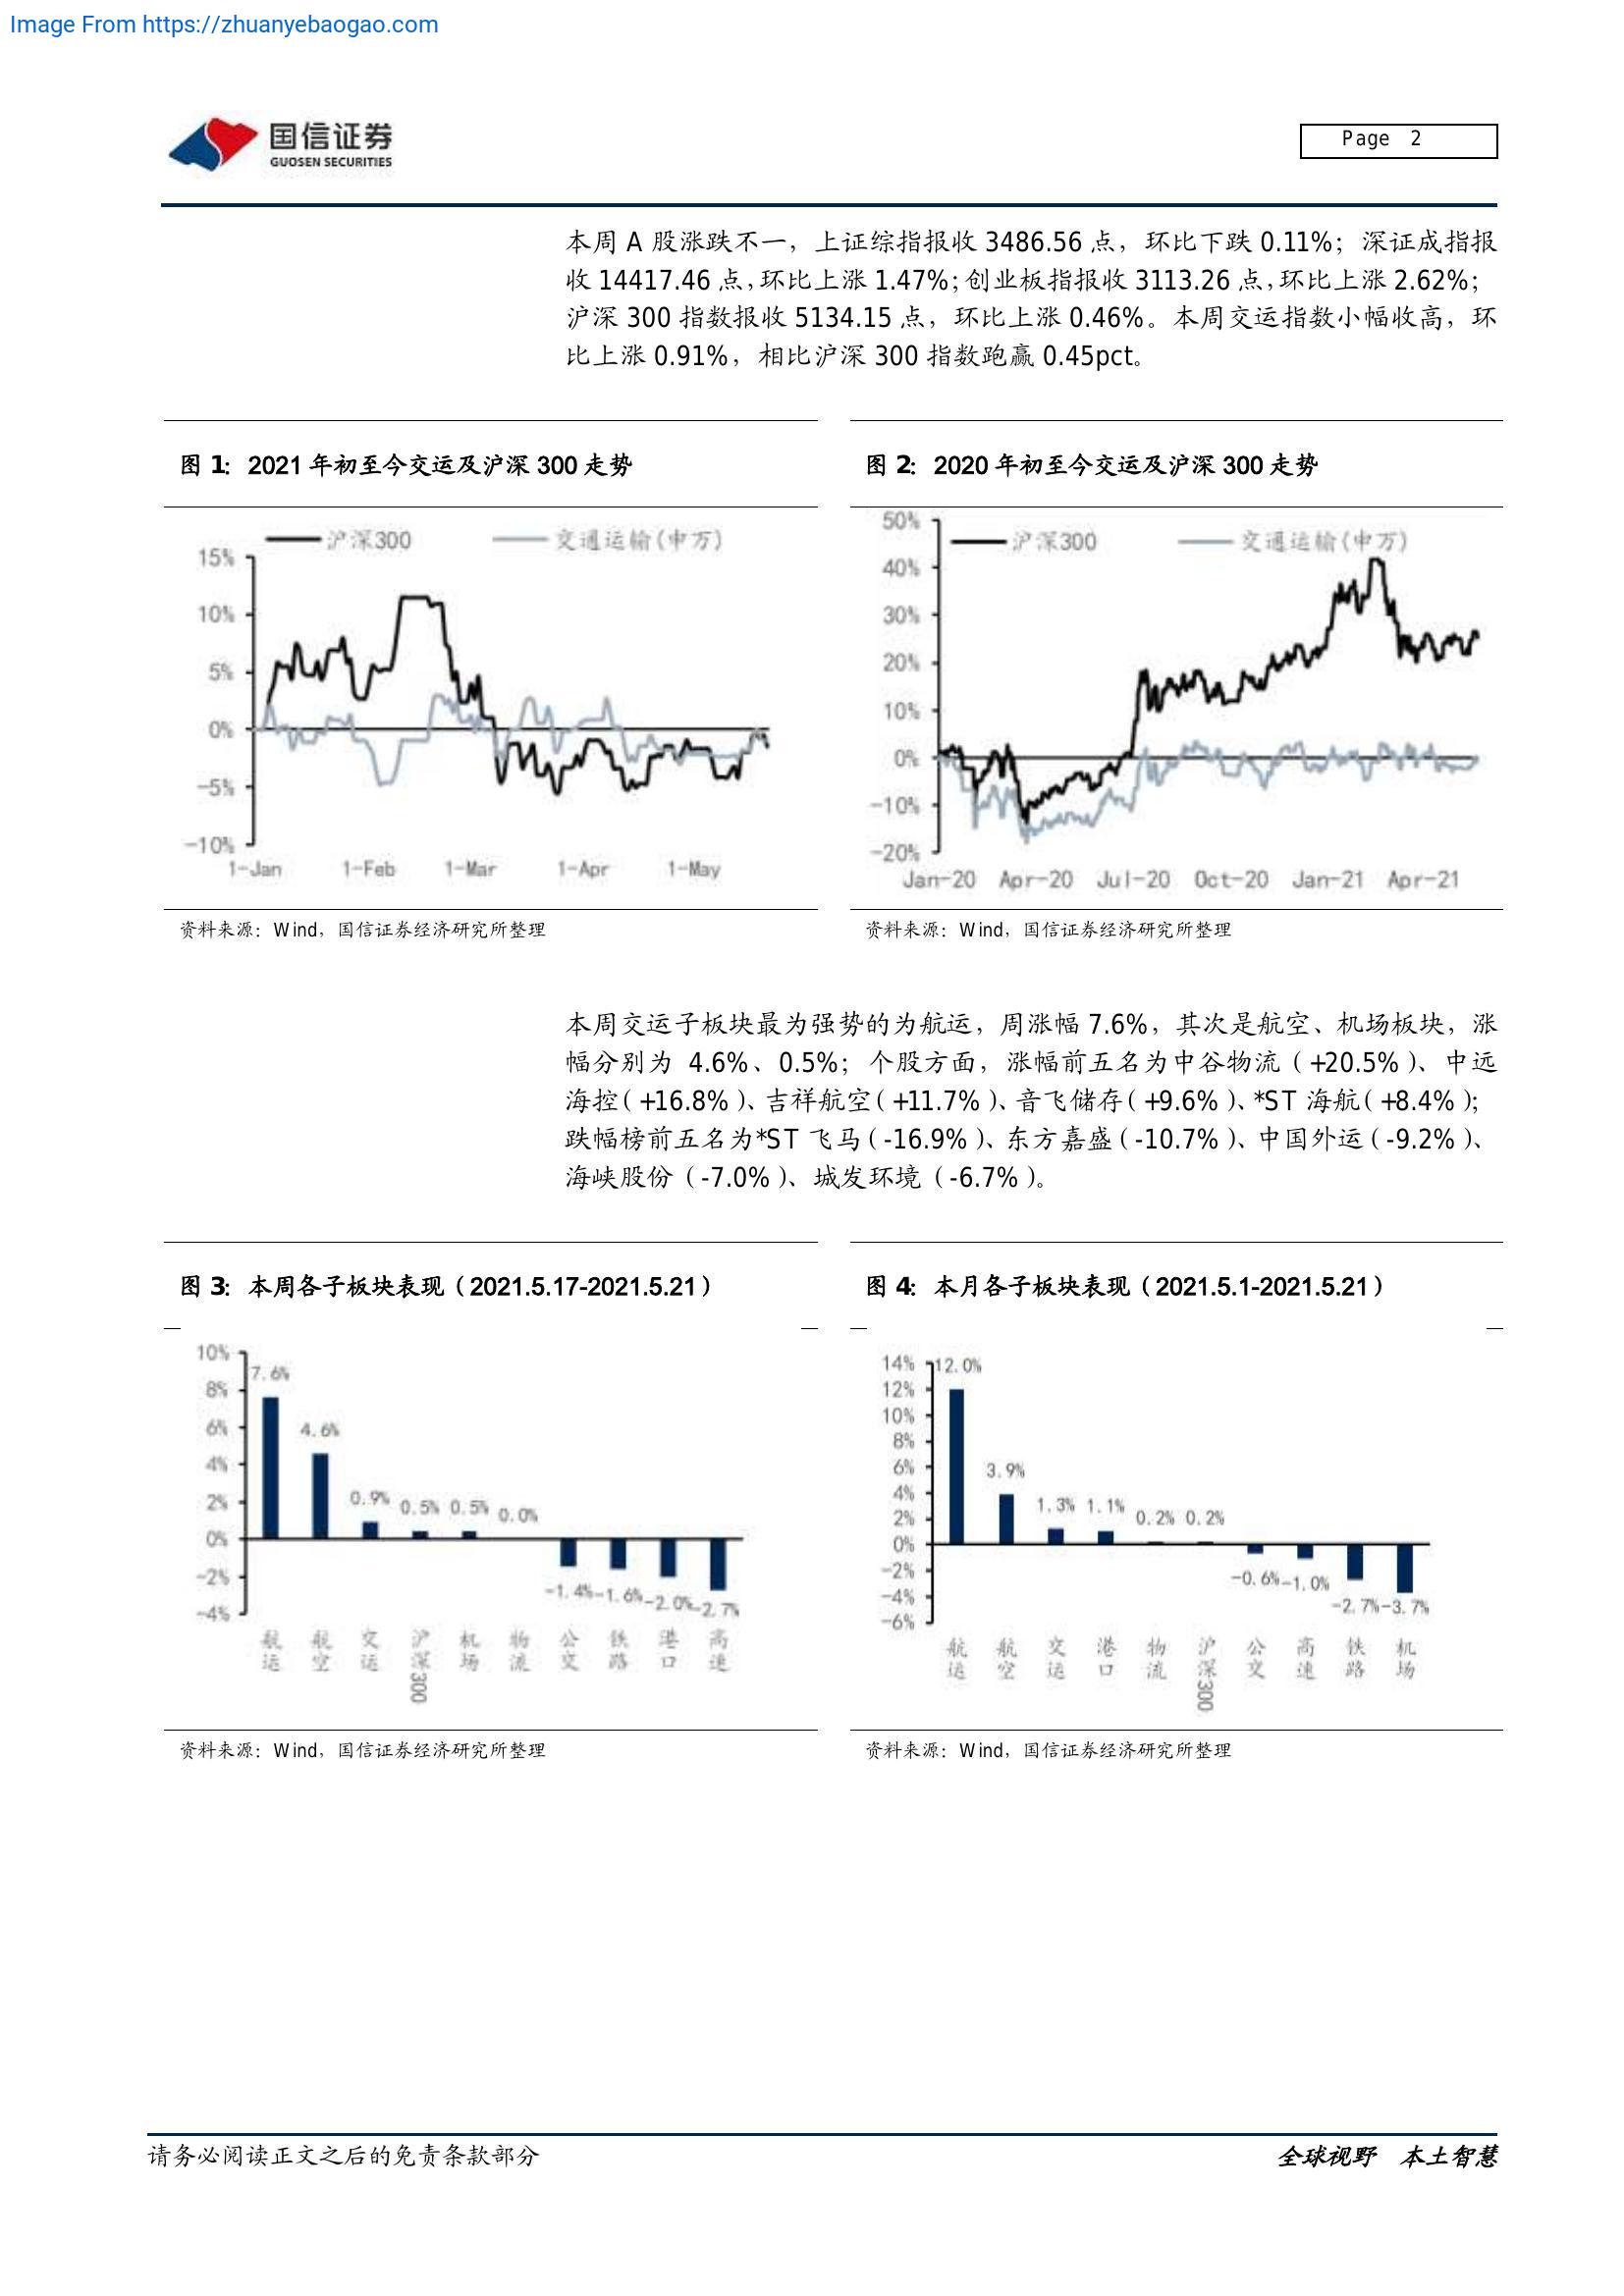 Image From https://zhuanyebaogao.com
国信证券
GUOSEN SECURITIES
Page 2
本周 A 股涨跌不一，上证综指报收 3486.56 点，环比下跌 0.11%；深证成指报
收 14417.46 点，环比上涨 1.47%；创业板指报收 3113.26 点，环比上涨 2.62%；
沪深 300 指数报收 5134.15 点，环比上涨 0.46%。本周交运指数小幅收高，环
比上涨 0.91%，相比沪深 300 指数跑赢 0.45pct。
图 1: 2021 年初至今交运及沪深 300 走势
沪深300 交通运输(申万)
15%
10%
5%
0%
-5%
-10%
1-Jan 1-Feb 1-Mar 1-Apr 1-May
资料来源：Wind，国信证券经济研究所整理
图 2: 2020 年初至今交运及沪深 300 走势
沪深300 交通运输(申万)
50%
40%
30%
20%
10%
0%
-10%
-20%
Jan-20 Apr-20 Jul-20 Oct-20 Jan-21 Apr-21
资料来源：Wind，国信证券经济研究所整理
本周交运子板块最为强势的为航运，周涨幅 7.6%，其次是航空、机场板块，涨
幅分别为 4.6%、0.5%；个股方面，涨幅前五名为中谷物流（+20.5%）、中远
海控（+16.8%）、吉祥航空（+11.7%）、音飞储存（+9.6%）、*ST 海航（+8.4%）；
跌幅榜前五名为*ST 飞马（-16.9%）、东方嘉盛（-10.7%）、中国外运（-9.2%）、
海峡股份（-7.0%）、城发环境（-6.7%）。
图 3: 本周各子板块表现（2021.5.17-2021.5.21）
10%
8%
6%
4%
2%
0%
-2%
-4%
7.6% 4.6% 0.9% 0.5% 0.5% 0.0% -1.4% -1.6% -2.0% -2.7%
航运 航空 交运 沪深300 机场 物流 公交 铁路 港口 高速
资料来源：Wind，国信证券经济研究所整理
图 4: 本月各子板块表现（2021.5.1-2021.5.21）
14%
12%
10%
8%
6%
4%
2%
0%
-2%
-4%
-6%
12.0% 3.9% 1.3% 1.1% 0.2% 0.2% -0.6% -1.0% -2.7% -3.7%
航运 航空 交运 港口 物流 沪深300 公交 高速 铁路 机场
资料来源：Wind，国信证券经济研究所整理
请务必阅读正文之后的免责条款部分
全球视野 本土智慧